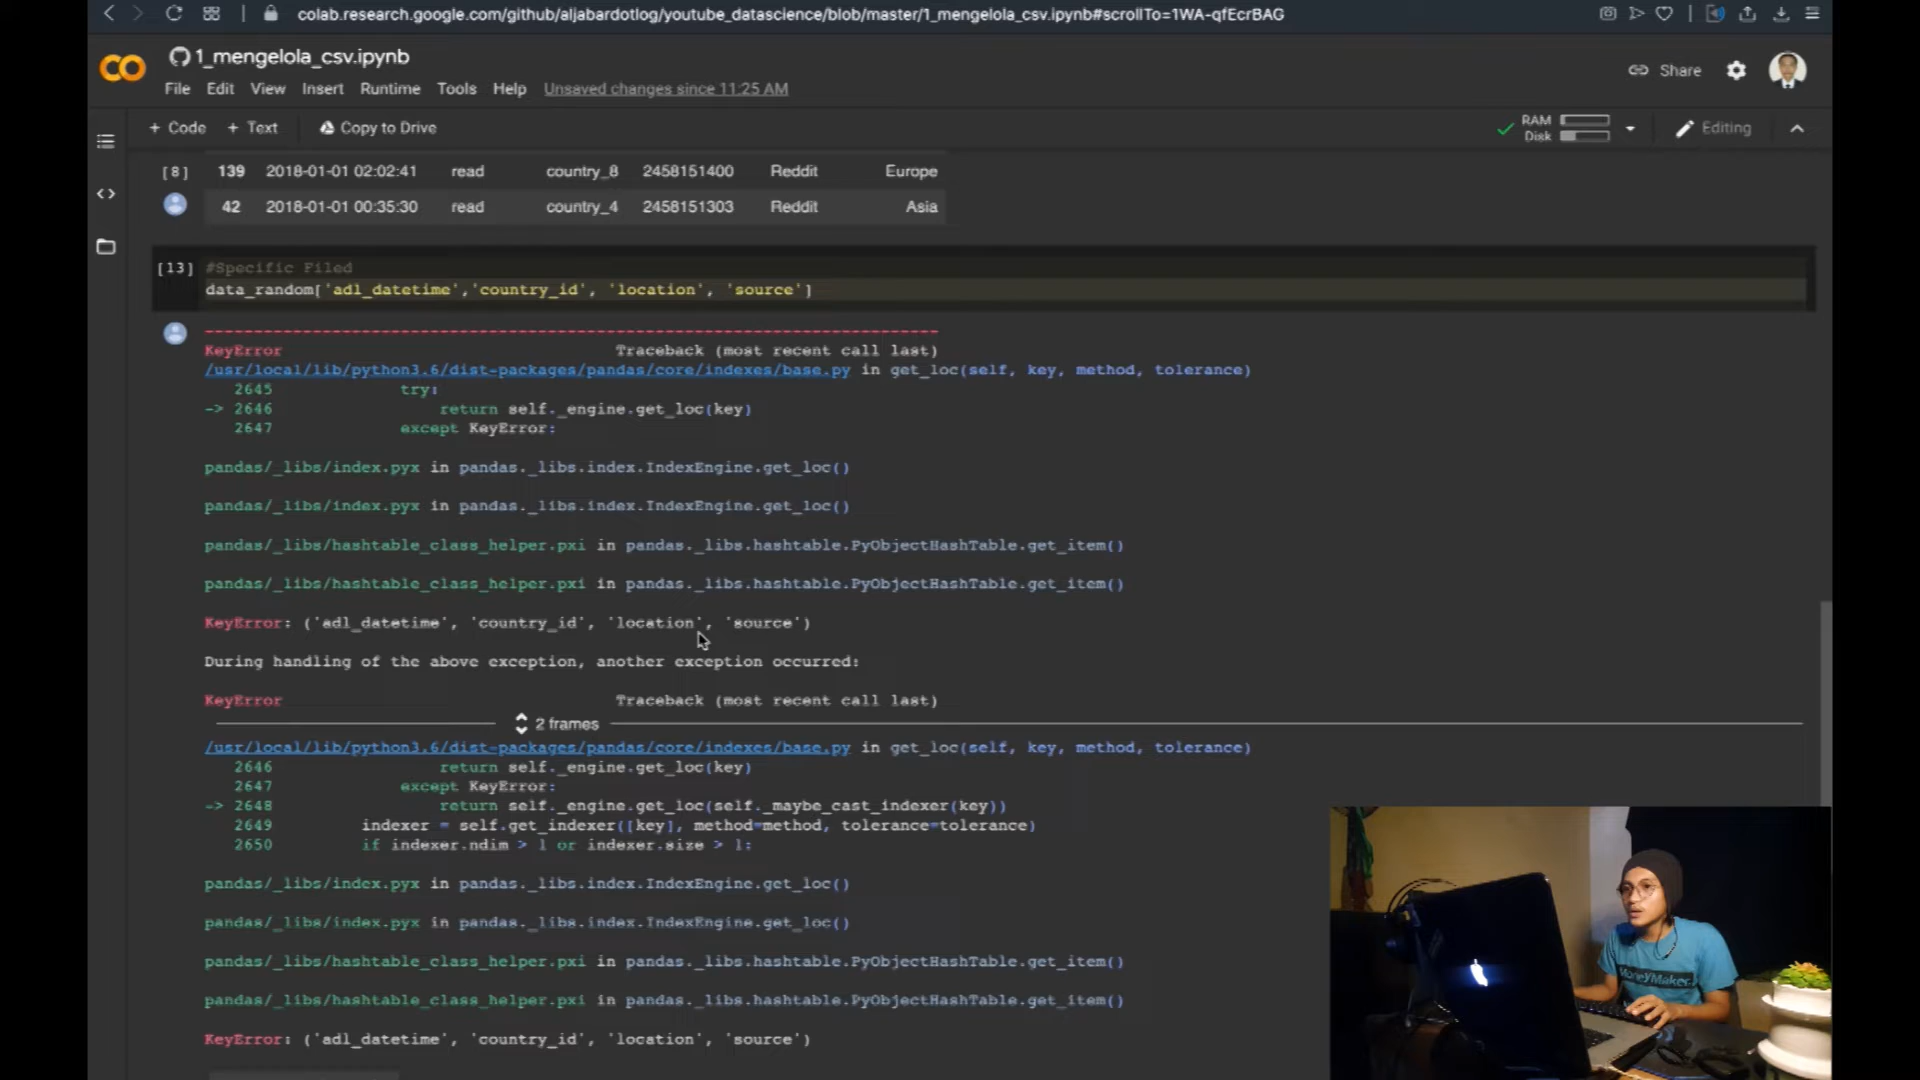 colab.research.google.com/github/aljabardotlog/youtube_datascience/blob/master/1_mengelola_csv.ipynb#scrollTo=1WA-qfEcrBAG
CO
1_mengelola_csv.ipynb
Share
File Edit View Insert Runtime Tools Help Unsaved changes since 11:25 AM
+ Code + Text Copy to Drive
RAM
Disk
Editing
[8] 139 2018-01-01 02:02:41 read country_8 2458151400 Reddit Europe
42 2018-01-01 00:35:30 read country_4 2458151303 Reddit Asia
[13] #Specific Filed
data_random['adl_datetime','country_id', 'location', 'source']
---------------------------------------------------------------------------
KeyError Traceback (most recent call last)
/usr/local/lib/python3.6/dist-packages/pandas/core/indexes/base.py in get_loc(self, key, method, tolerance)
2645 try:
-> 2646 return self._engine.get_loc(key)
2647 except KeyError:
pandas/_libs/index.pyx in pandas._libs.index.IndexEngine.get_loc()
pandas/_libs/index.pyx in pandas._libs.index.IndexEngine.get_loc()
pandas/_libs/hashtable_class_helper.pxi in pandas._libs.hashtable.PyObjectHashTable.get_item()
pandas/_libs/hashtable_class_helper.pxi in pandas._libs.hashtable.PyObjectHashTable.get_item()
KeyError: ('adl_datetime', 'country_id', 'location', 'source')
During handling of the above exception, another exception occurred:
KeyError Traceback (most recent call last)
2 frames
/usr/local/lib/python3.6/dist-packages/pandas/core/indexes/base.py in get_loc(self, key, method, tolerance)
2646 return self._engine.get_loc(key)
2647 except KeyError:
-> 2648 return self._engine.get_loc(self._maybe_cast_indexer(key))
2649 indexer = self.get_indexer([key], method=method, tolerance=tolerance)
2650 if indexer.ndim > 1 or indexer.size > 1:
pandas/_libs/index.pyx in pandas._libs.index.IndexEngine.get_loc()
pandas/_libs/index.pyx in pandas._libs.index.IndexEngine.get_loc()
pandas/_libs/hashtable_class_helper.pxi in pandas._libs.hashtable.PyObjectHashTable.get_item()
pandas/_libs/hashtable_class_helper.pxi in pandas._libs.hashtable.PyObjectHashTable.get_item()
KeyError: ('adl_datetime', 'country_id', 'location', 'source')
MoneyMaker